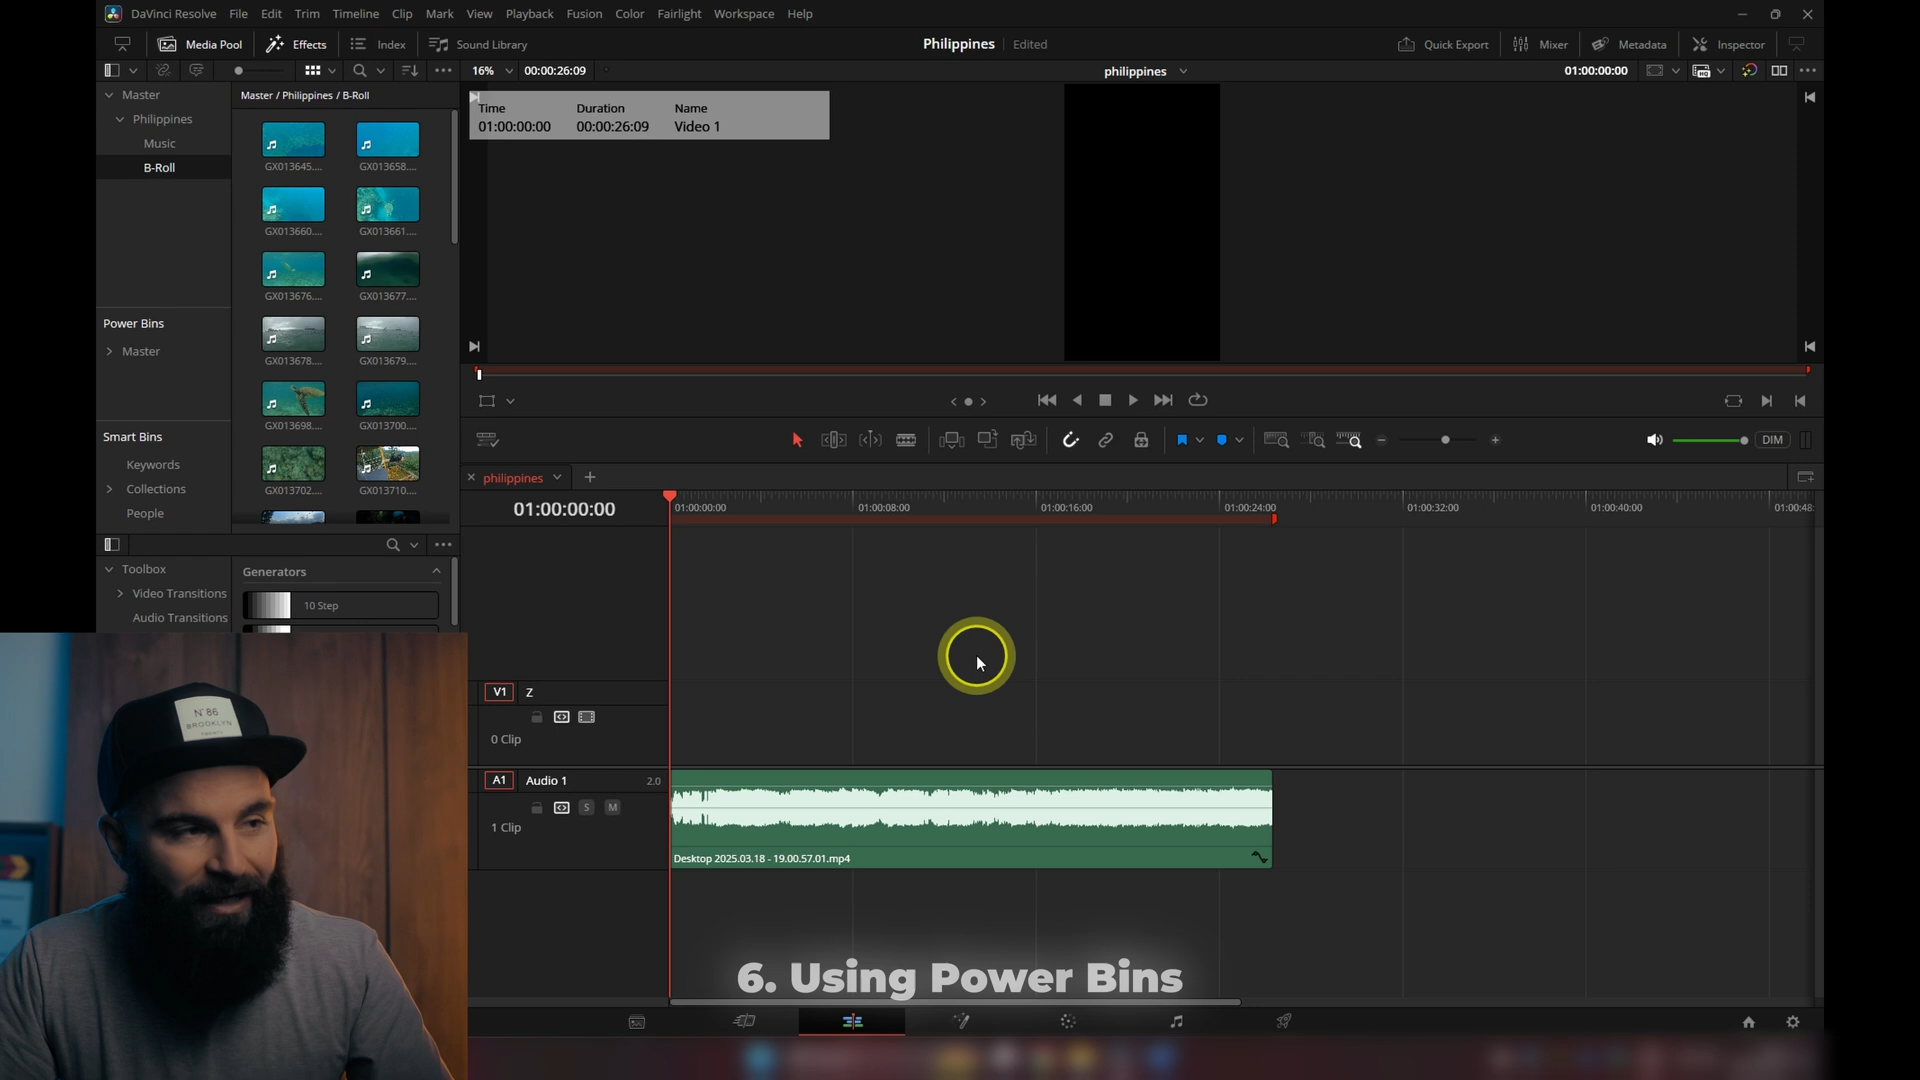 DaVinci Resolve File Edit Trim Timeline Clip Mark View Playback Fusion Color Fairlight Workspace Help
Media Pool Effects Index Sound Library Philippines Edited Quick Export Mixer Metadata Inspector
16% 00:00:26:09 philippines 01:00:00:00
Master
Master / Philippines / B-Roll
Philippines
Music
B-Roll
Time Duration Name
01:00:00:00 00:00:26:09 Video 1
GX013645.... GX013658....
GX013660.... GX013661....
GX013676.... GX013677....
GX013678.... GX013679....
GX013698.... GX013700....
GX013702.... GX013710....
Power Bins
Master
Smart Bins
Keywords
Collections
People
DIM
philippines
01:00:00:00
01:00:00:00 01:00:08:00 01:00:16:00 01:00:24:00 01:00:32:00 01:00:40:00 01:00:48:
Toolbox
Video Transitions
Audio Transitions
Generators
10 Step
V1 Z
0 Clip
A1 Audio 1 2.0
S M
1 Clip
Desktop 2025.03.18 - 19.00.57.01.mp4
N°86
BROOKLYN
6. Using Power Bins